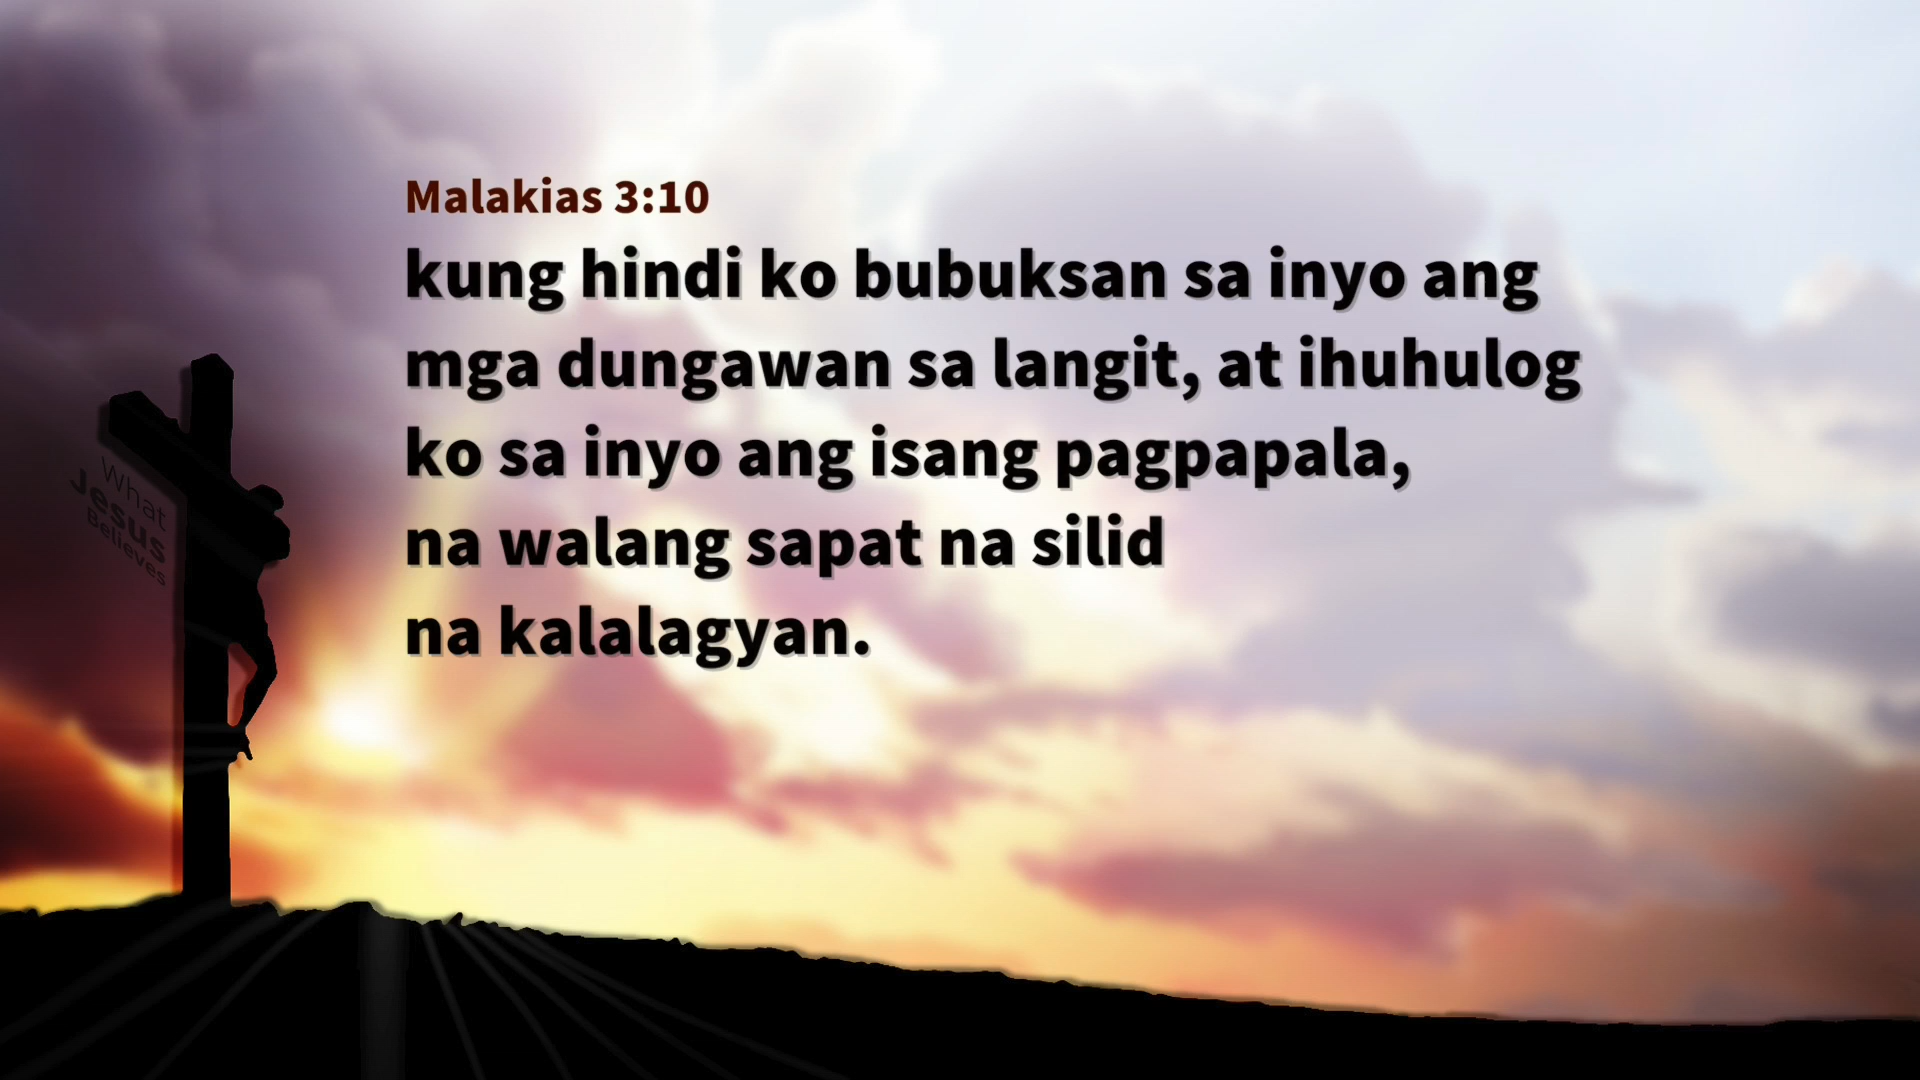 Malakias 3:10
kung hindi ko bubuksan sa inyo ang
mga dungawan sa langit, at ihuhulog
ko sa inyo ang isang pagpapala,
na walang sapat na silid
na kalalagyan.
What
Jesus
Believes